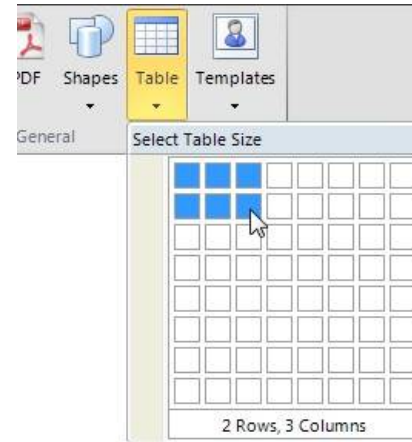 PDF Shapes Table Templates
General
Select Table Size
2 Rows, 3 Columns